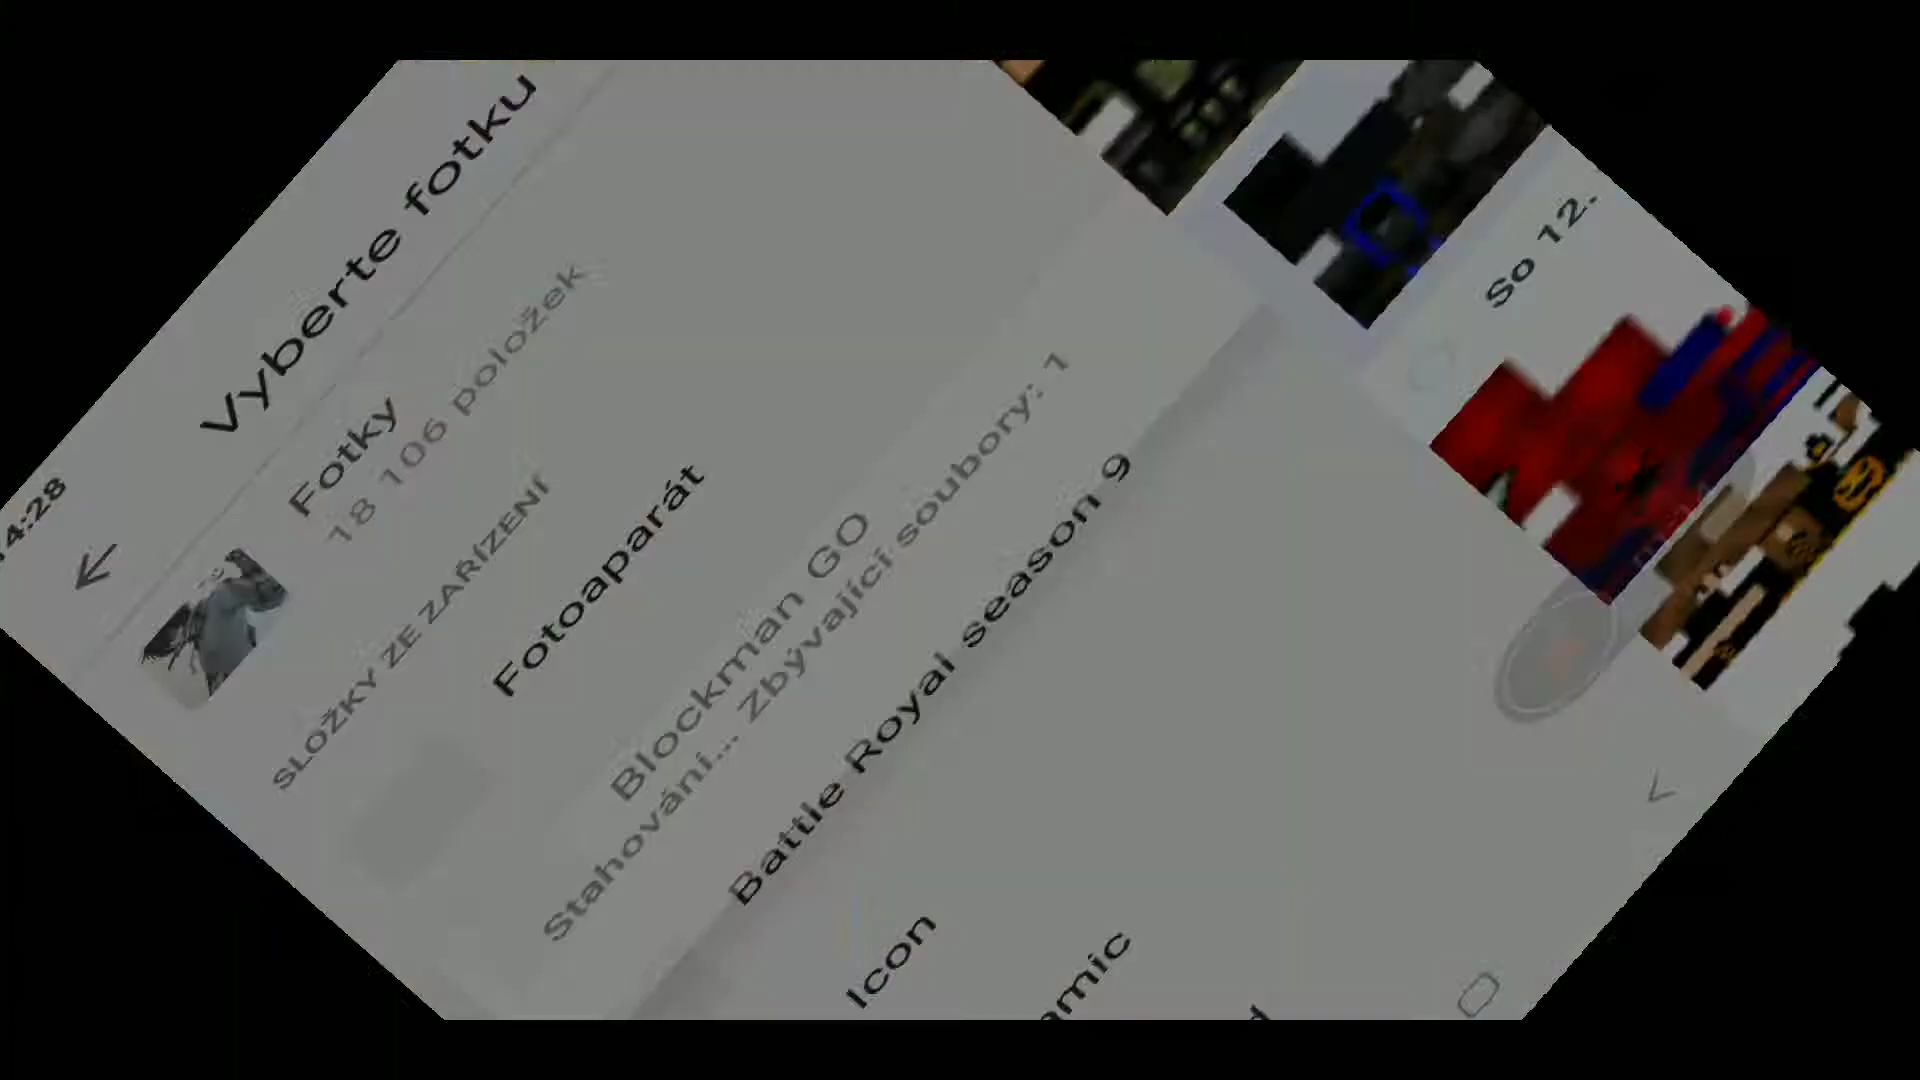 14:28
Vyberte fotku
Fotky
18 106 položek
SLOŽKY ZE ZAŘÍZENÍ
Fotoaparát
Blockman GO
Stahování... Zbývající soubory: 1
Battle Royal season 9
Icon
So 12.